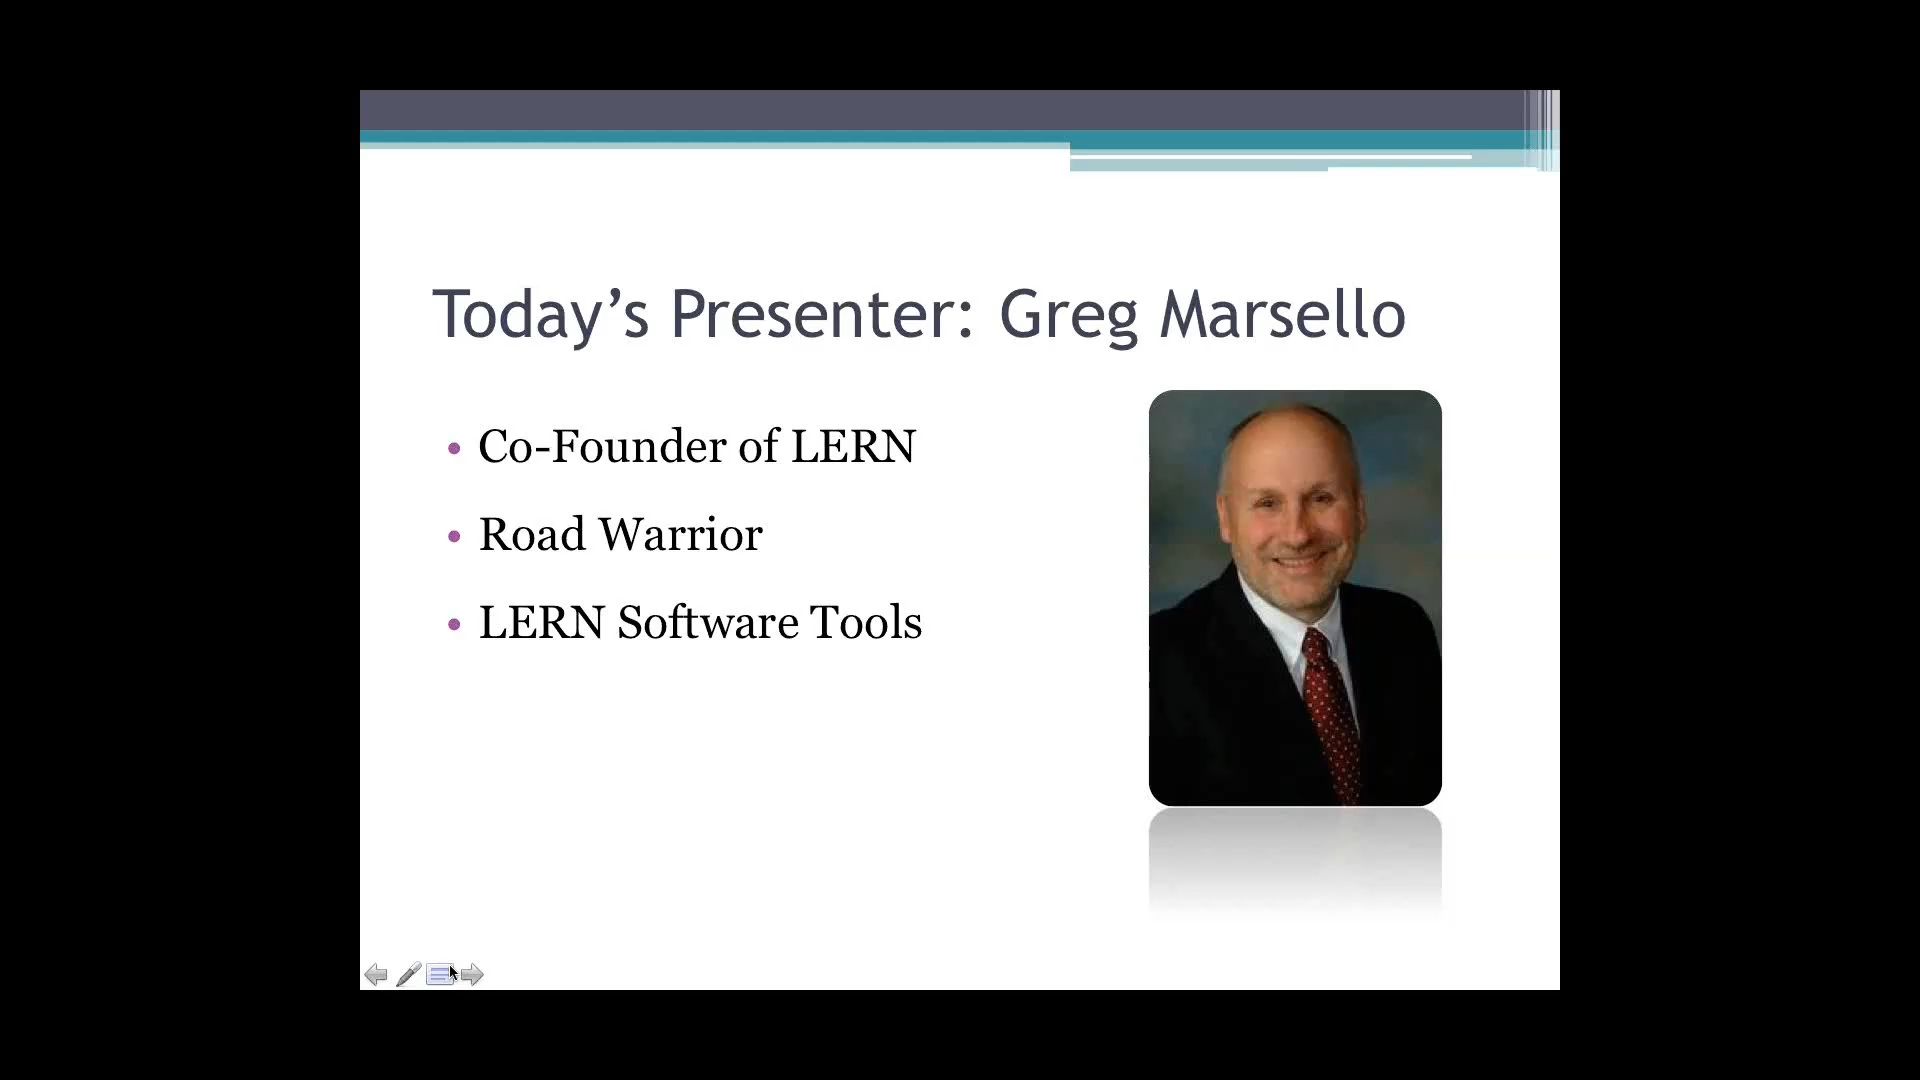 Today’s Presenter: Greg Marsello
• Co-Founder of LERN
• Road Warrior
• LERN Software Tools